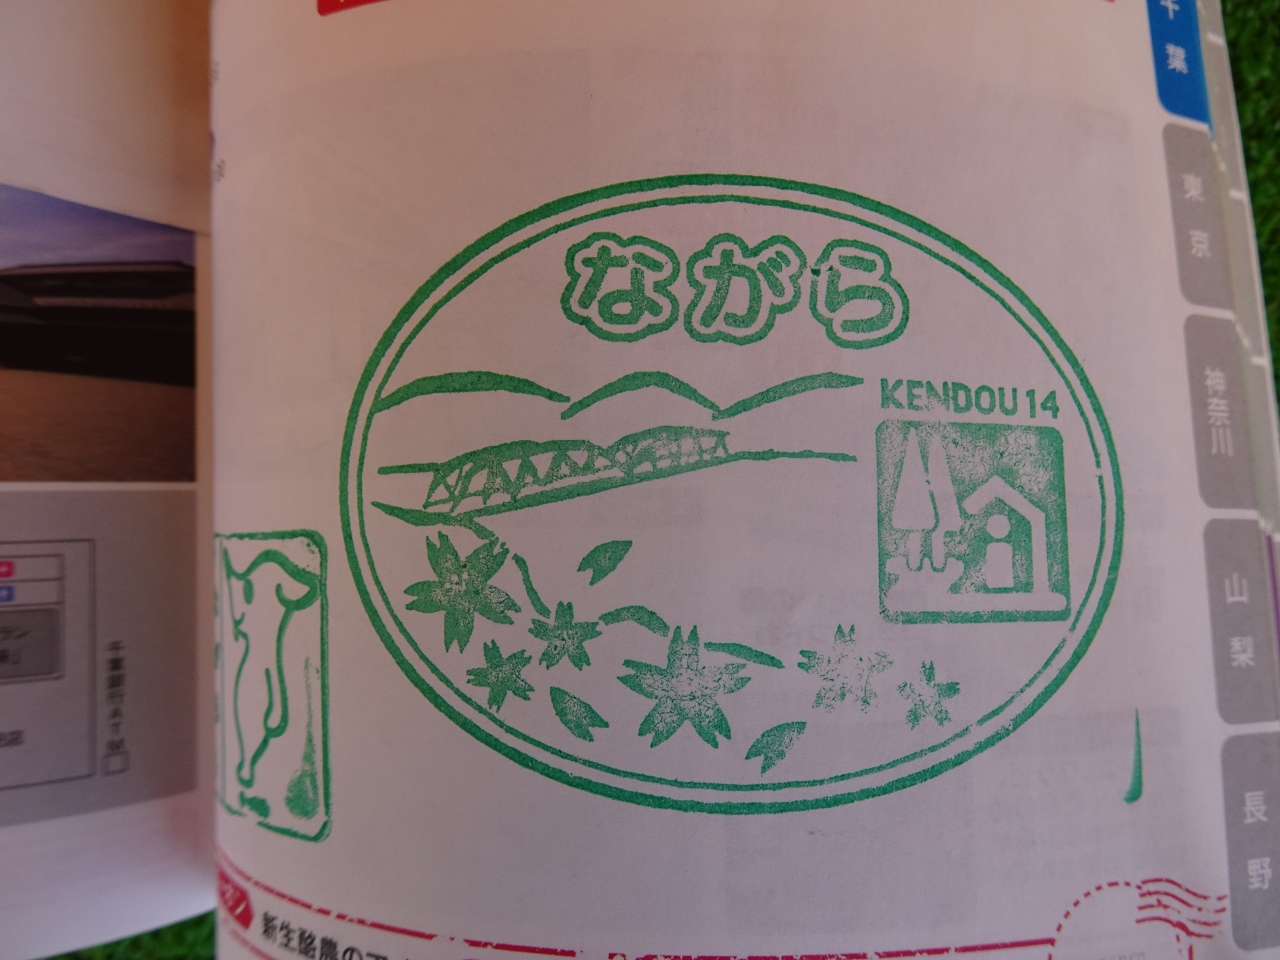 ながら
KENDOU 14
千葉
東京
神奈川
山梨
長野
新生酪農の